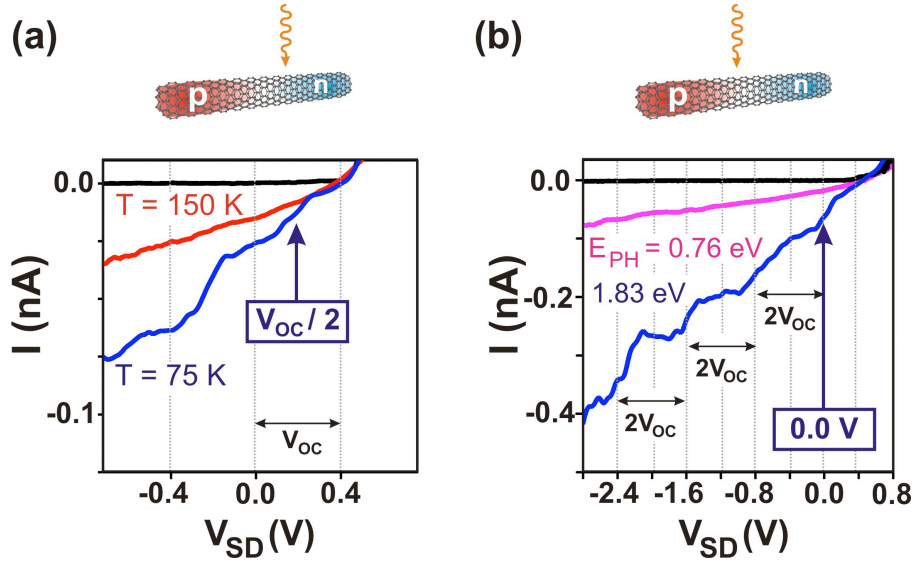 (a)
p n
0.0
T = 150 K
V_OC / 2
T = 75 K
-0.1
V_OC
-0.4 0.0 0.4
V_SD (V)
I (nA)
(b)
p n
0.0
E_PH = 0.76 eV
1.83 eV
-0.2
2V_OC
2V_OC
2V_OC
0.0 V
-0.4
-2.4 -1.6 -0.8 0.0 0.8
V_SD (V)
I (nA)